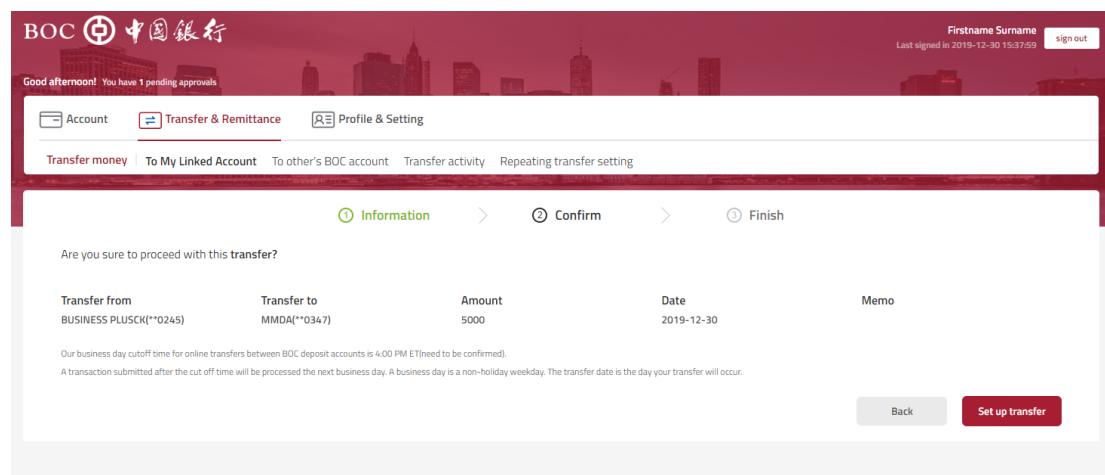 BOC 中国銀行
Firstname Surname
Last signed in 2019-12-30 15:37:59
sign out
Good afternoon! You have 1 pending approvals
Account Transfer & Remittance Profile & Setting
Transfer money To My Linked Account To other's BOC account Transfer activity Repeating transfer setting
1 Information 2 Confirm 3 Finish
Are you sure to proceed with this transfer?
Transfer from Transfer to Amount Date Memo
BUSINESS PLUSCK(**0245) MMDA(**0347) 5000 2019-12-30
Our business day cutoff time for online transfers between BOC deposit accounts is 4:00 PM ET(need to be confirmed).
A transaction submitted after the cut off time will be processed the next business day. A business day is a non-holiday weekday. The transfer date is the day your transfer will occur.
Back Set up transfer